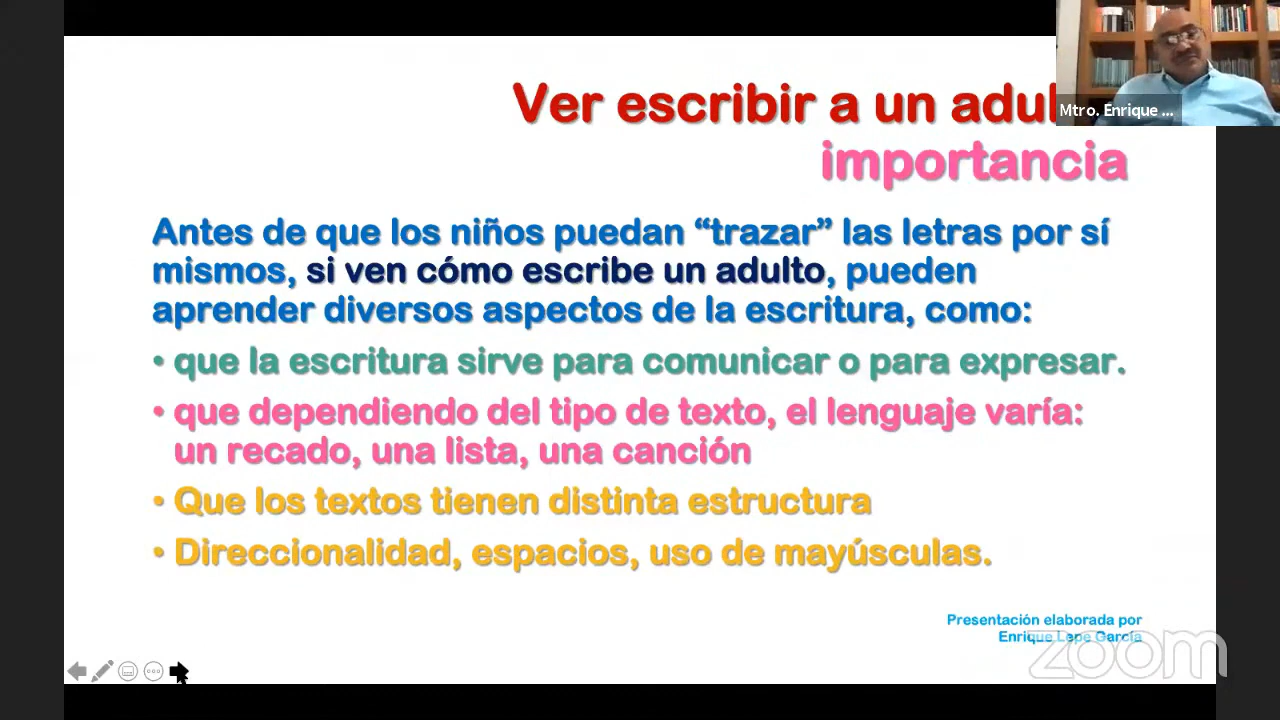 Ver escribir a un adul
Mtro. Enrique ...
importancia
Antes de que los niños puedan “trazar” las letras por sí
mismos, si ven cómo escribe un adulto, pueden
aprender diversos aspectos de la escritura, como:
• que la escritura sirve para comunicar o para expresar.
• que dependiendo del tipo de texto, el lenguaje varía:
un recado, una lista, una canción
• Que los textos tienen distinta estructura
• Direccionalidad, espacios, uso de mayúsculas.
Presentación elaborada por
Enrique Lepe García
zoom